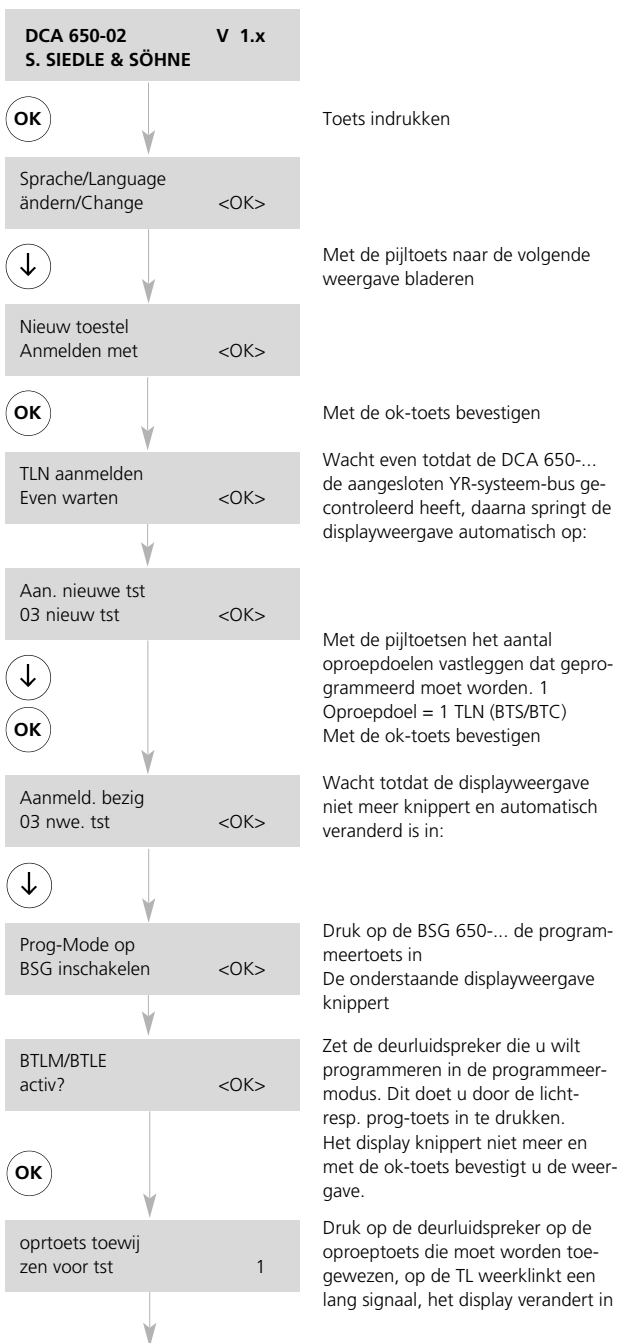 DCA 650-02 V 1.x
S. SIEDLE & SÖHNE
OK
Toets indrukken
Sprache/Language
ändern/Change <OK>
↓
Met de pijltoets naar de volgende
weergave bladeren
Nieuw toestel
Anmelden met <OK>
OK
Met de ok-toets bevestigen
TLN aanmelden
Even warten
Wacht even totdat de DCA 650-...
de aangesloten YR-systeem-bus ge-
controleerd heeft, daarna springt de
displayweergave automatisch op:
Aan. nieuwe tst
03 nieuw tst <OK>
↓
OK
Met de pijltoetsen het aantal
oproepdoelen vastleggen dat gepro-
grammeerd moet worden. 1
Oproepdoel = 1 TLN (BTS/BTC)
Met de ok-toets bevestigen
Aanmeld. bezig
03 nwe. tst <OK>
Wacht totdat de displayweergave
niet meer knippert en automatisch
veranderd is in:
↓
Prog-Mode op
BSG inschakelen <OK>
Druk op de BSG 650-... de program-
meertoets in
De onderstaande displayweergave
knippert
BTLM/BTLE
activ? <OK>
Zet de deurluidspreker die u wilt
programmeren in de programmeer-
modus. Dit doet u door de licht-
resp. prog-toets in te drukken.
Het display knippert niet meer en
met de ok-toets bevestigt u de weer-
gave.
OK
oprtoets toewij
zen voor tst 1
Druk op de deurluidspreker op de
oproeptoets die moet worden toe-
gewezen, op de TL weerklinkt een
lang signaal, het display verandert in